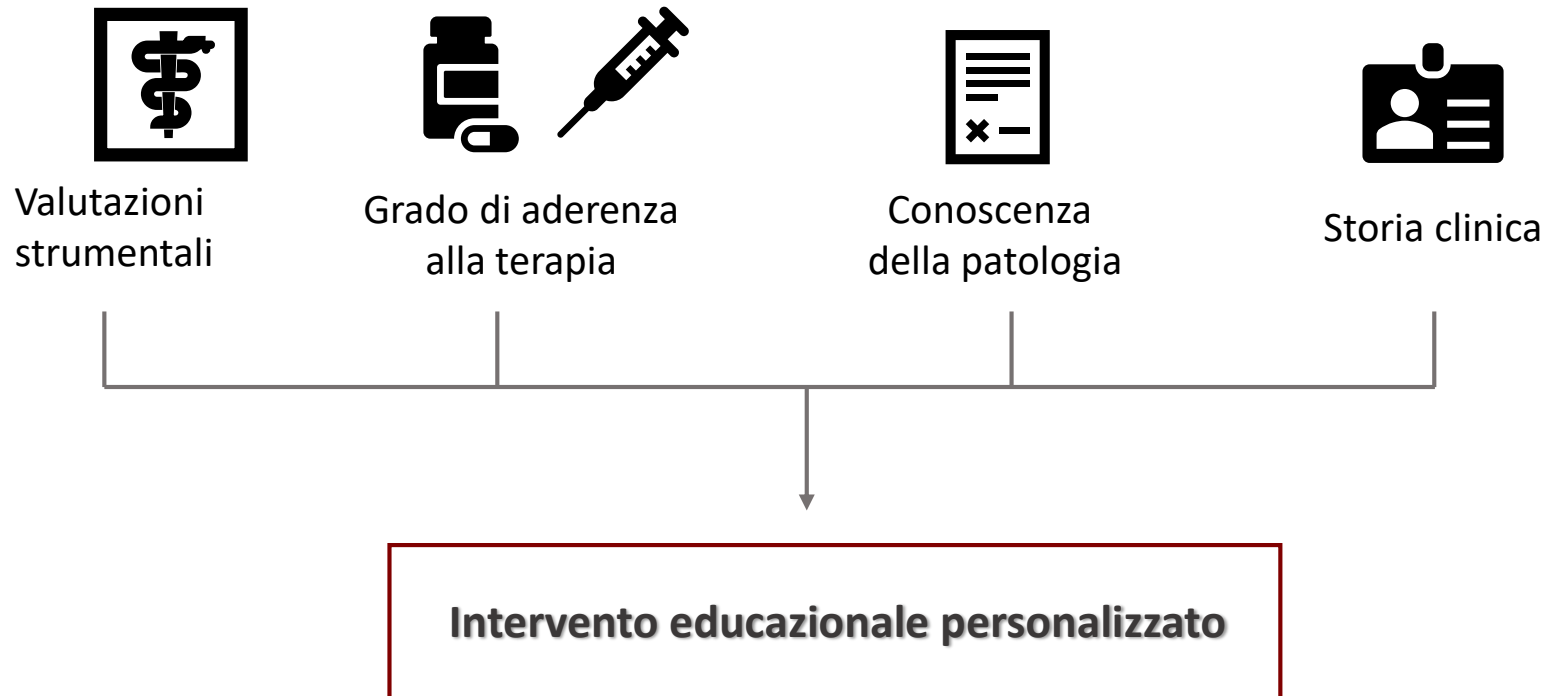 Valutazioni
strumentali
Grado di aderenza
alla terapia
Conoscenza
della patologia
Storia clinica
Intervento educazionale personalizzato